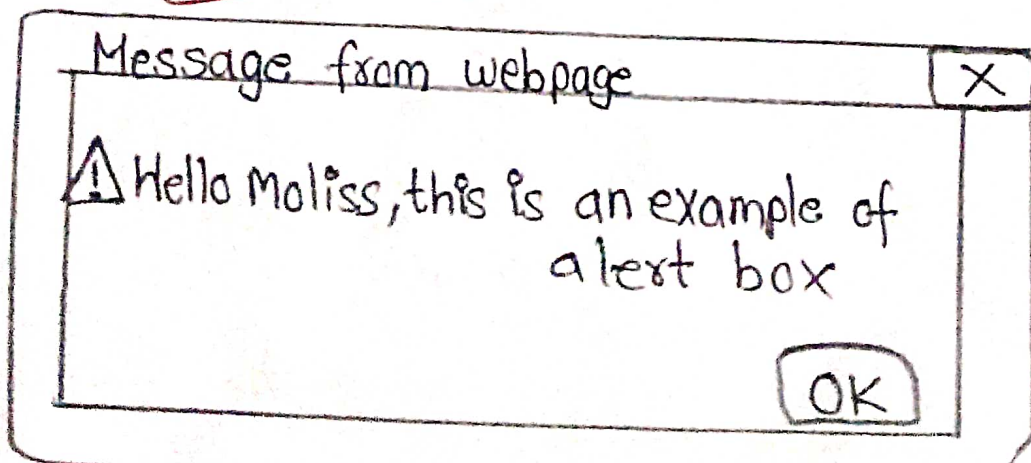 Message from webpage
X
Hello Moliss, this is an example of
alert box
OK